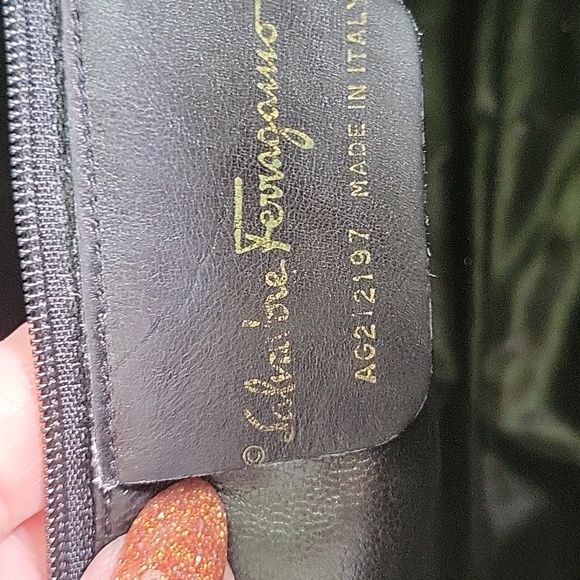 © Salvatore Ferragamo
AG212197 MADE IN ITALY